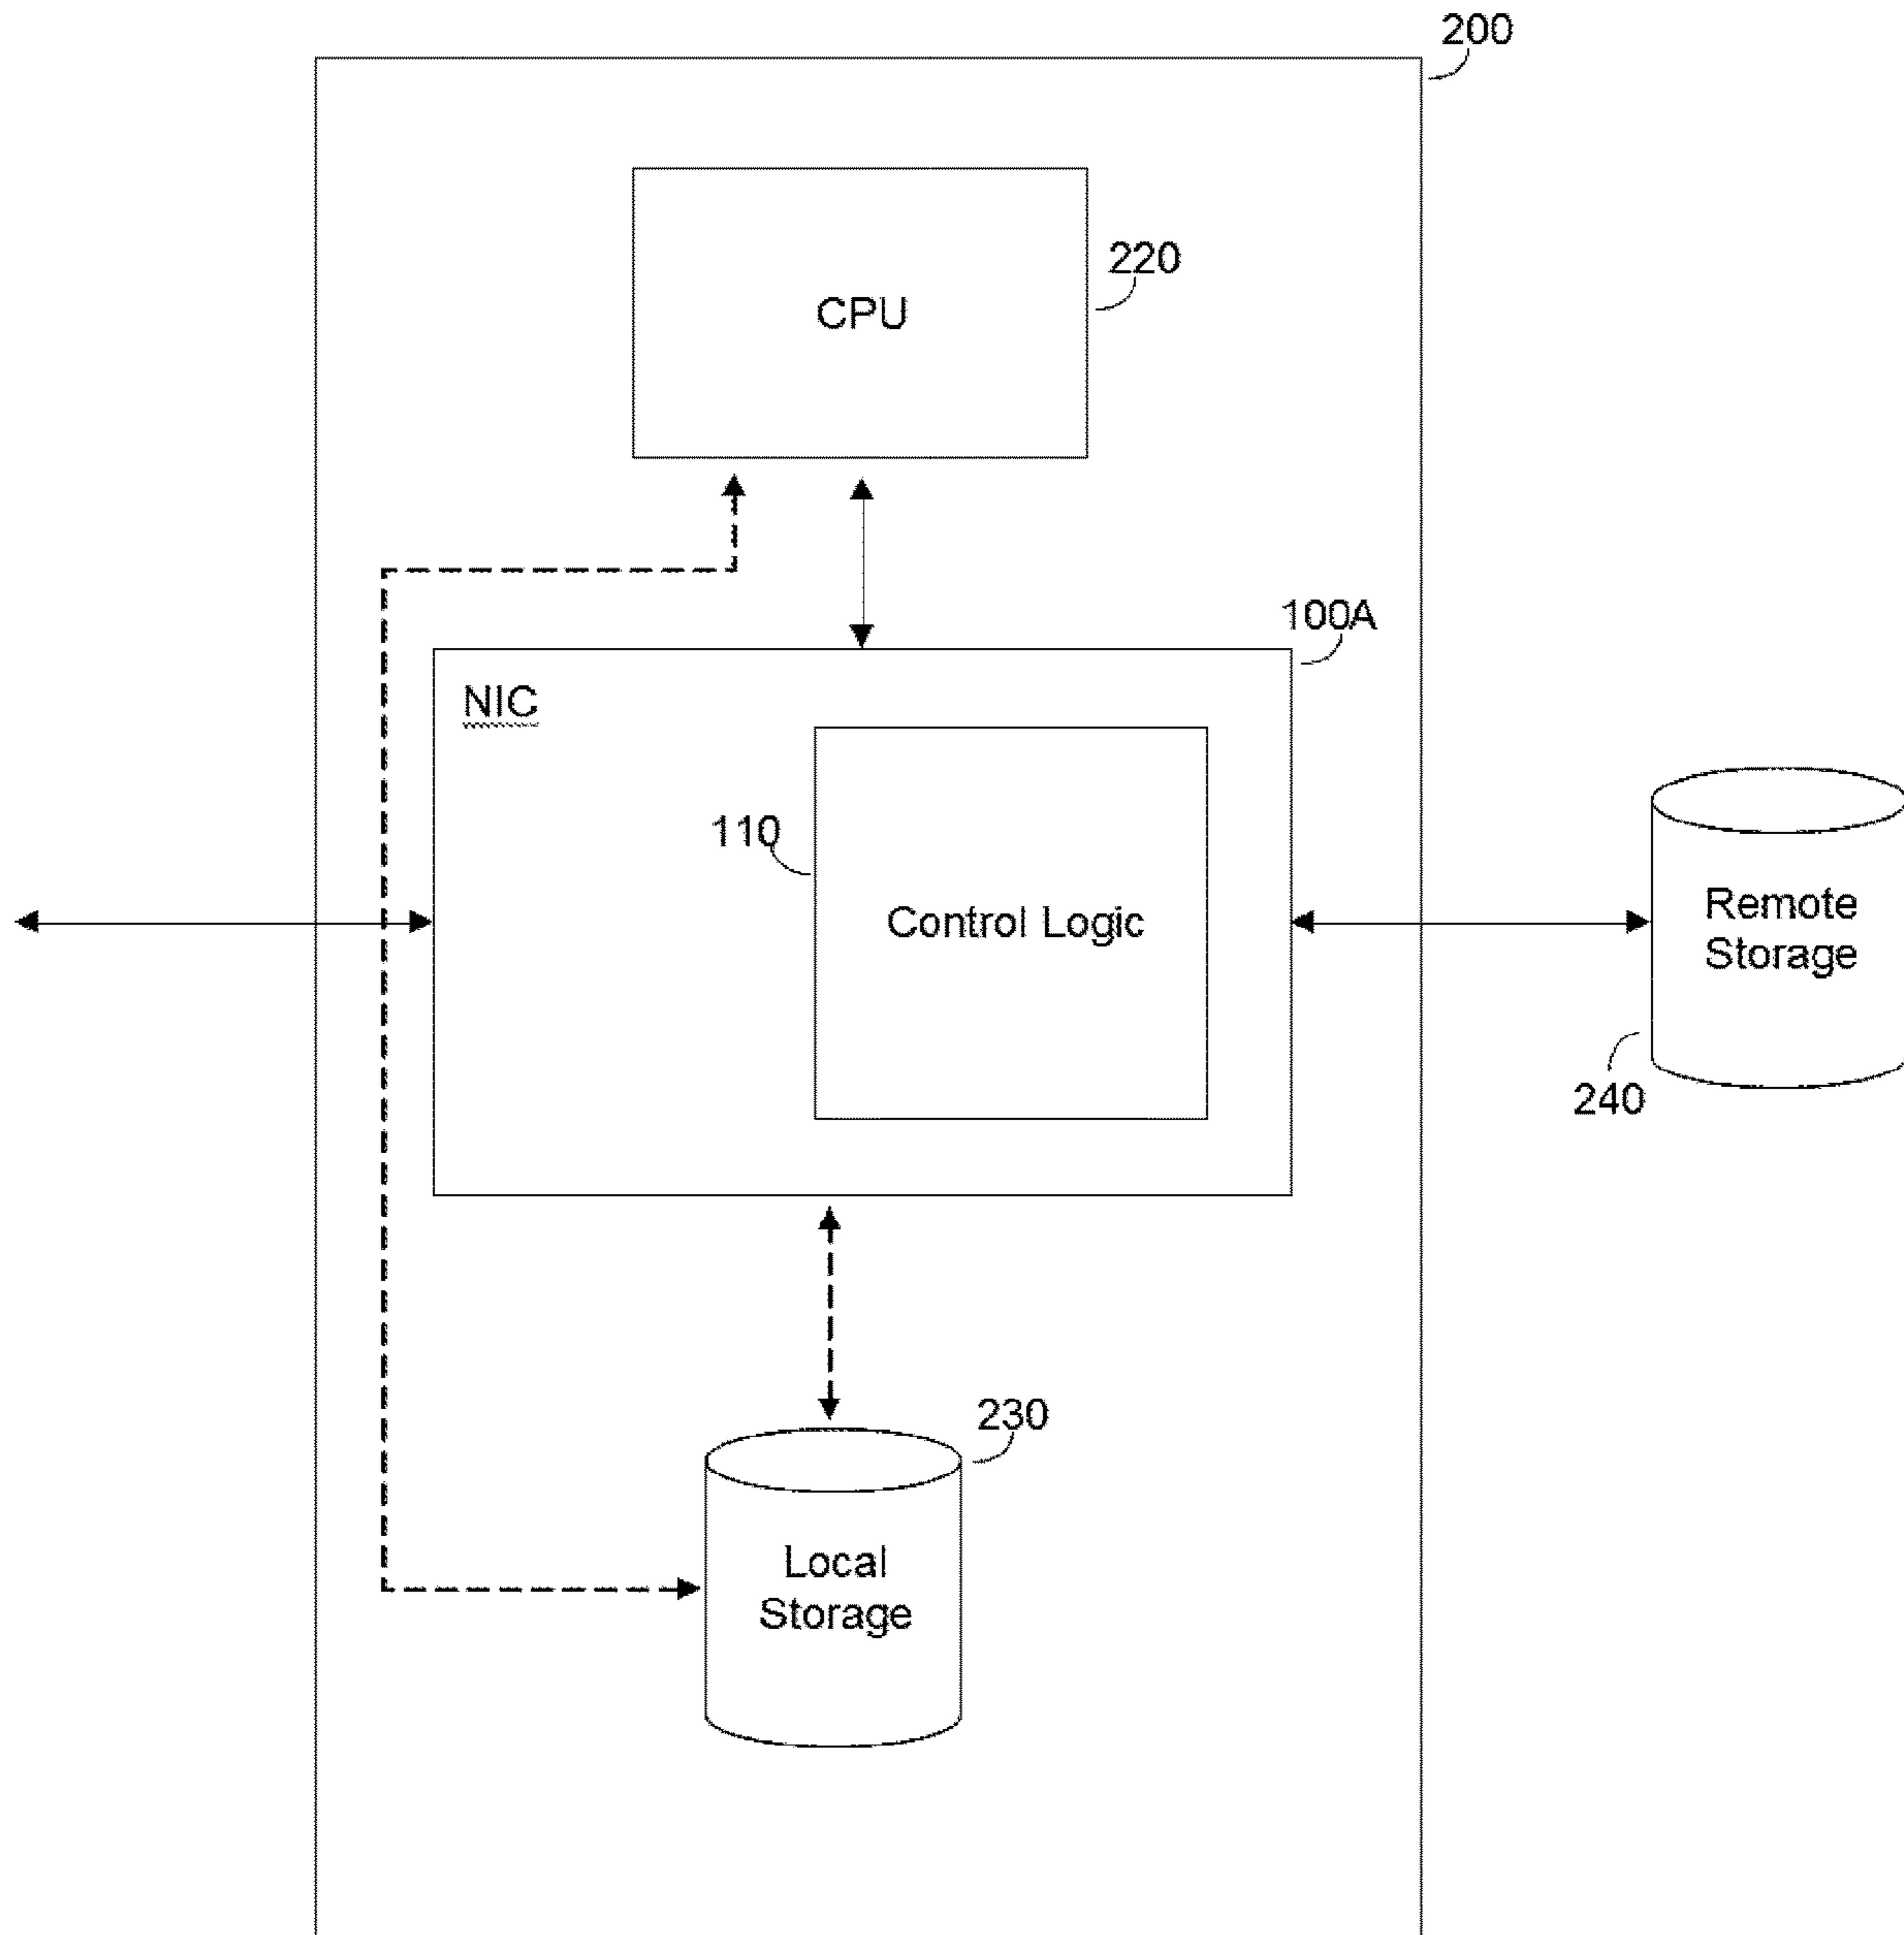 200
220
CPU
100A
NIC
110
Control Logic
Remote
Storage
240
230
Local
Storage